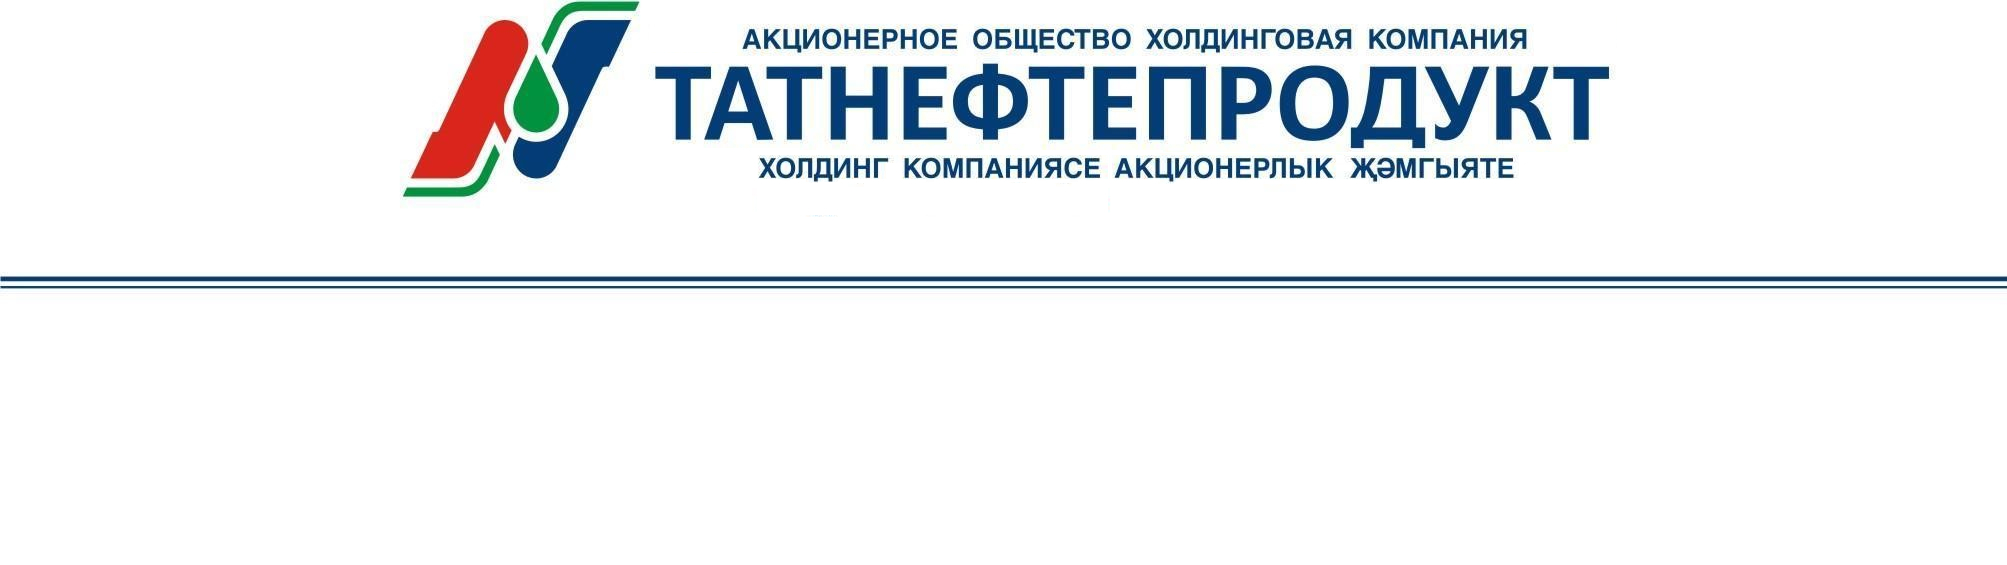 АКЦИОНЕРНОЕ ОБЩЕСТВО ХОЛДИНГОВАЯ КОМПАНИЯ
ТАТНЕФТЕПРОДУКТ
ХОЛДИНГ КОМПАНИЯСЕ АКЦИОНЕРЛЫК ҖӘМГЫЯТЕ